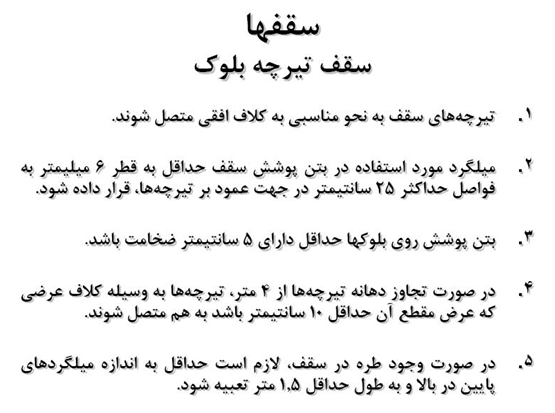 سقفها
سقف تیرچه بلوک
۱. تیرچه‌های سقف به نحو مناسبی به کلاف افقی متصل شوند.
۲. میلگرد مورد استفاده در بتن پوشش سقف حداقل به قطر ۶ میلیمتر به
فواصل حداکثر ۲۵ سانتیمتر در جهت عمود بر تیرچه‌ها، قرار داده شود.
۳. بتن پوشش روی بلوکها حداقل دارای ۵ سانتیمتر ضخامت باشد.
۴. در صورت تجاوز دهانه تیرچه‌ها از ۴ متر، تیرچه‌ها به وسیله کلاف عرضی
که عرض مقطع آن حداقل ۱۰ سانتیمتر باشد به هم متصل شوند.
۵. در صورت وجود طره در سقف، لازم است حداقل به اندازه میلگردهای
پایین در بالا و به طول حداقل ۱,۵ متر تعبیه شود.